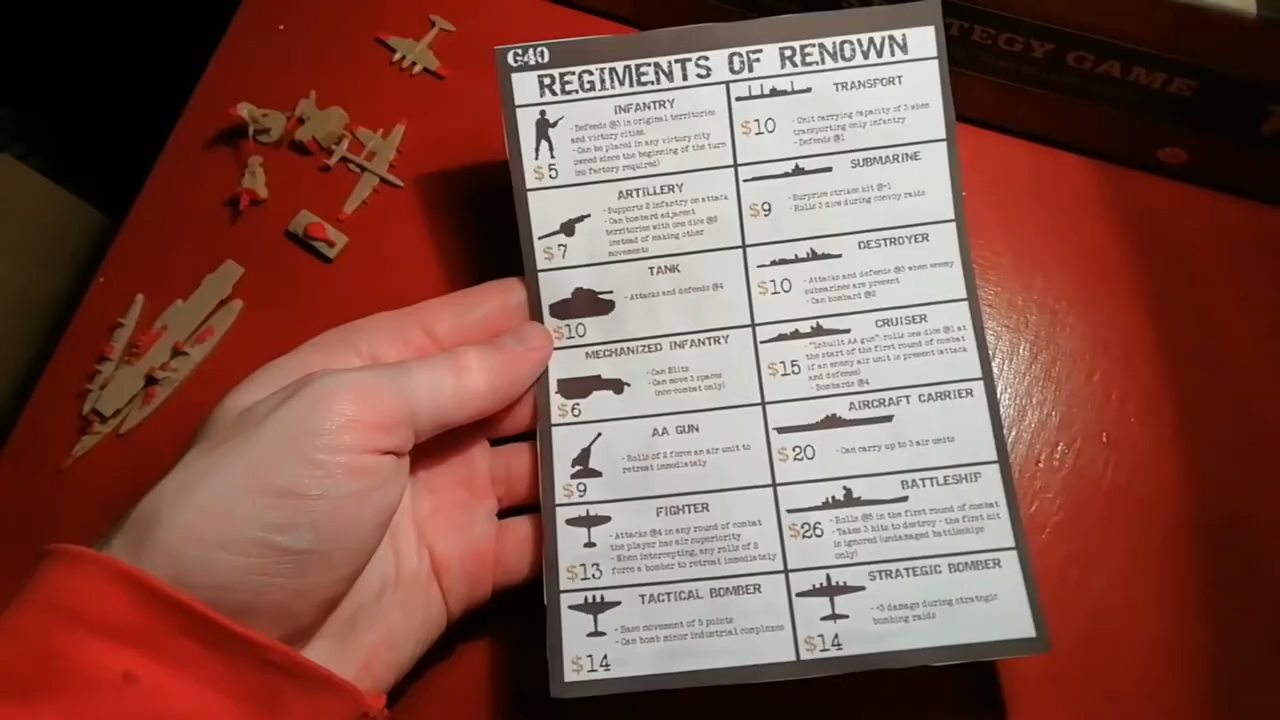 G40
REGIMENTS OF RENOWN
INFANTRY
- Defends @3 in original territories
and victory cities.
- Can be placed in any victory city
owned since the beginning of the turn
(no factory required)
$5
ARTILLERY
- Supports 2 infantry on attack
- Can bombard adjacent
territories with one dice @2
instead of making other
movements
$7
TANK
- Attacks and defends @4
$10
MECHANIZED INFANTRY
- Can Blitz
- Can move 3 spaces
(non-combat only)
$6
AA GUN
- Rolls of 2 force an air unit to
retreat immediately
$9
FIGHTER
- Attacks @4 in any round of combat
the player has air superiority
- When intercepting, any rolls of 2
force a bomber to retreat immediately
$13
TACTICAL BOMBER
- Base movement of 5 points
- Can bomb minor industrial complexes
$14
TRANSPORT
- Unit carrying capacity of 3 when
transporting only infantry
- Defends @1
$10
SUBMARINE
- Surprise strikes hit @-1
- Rolls 3 dice during convoy raids
$9
DESTROYER
- Attacks and defends @3 when enemy
submarines are present
- Can bombard @2
$10
CRUISER
- "Inbuilt AA gun": rolls one dice @1 at
the start of the first round of combat
if an enemy air unit is present (attack
and defense)
- Bombards @4
$15
AIRCRAFT CARRIER
- Can carry up to 3 air units
$20
BATTLESHIP
- Rolls @5 in the first round of combat
- Takes 3 hits to destroy - the first hit
is ignored (undamaged battleships
only)
$26
STRATEGIC BOMBER
- +3 damage during strategic
bombing raids
$14
STRATEGY GAME